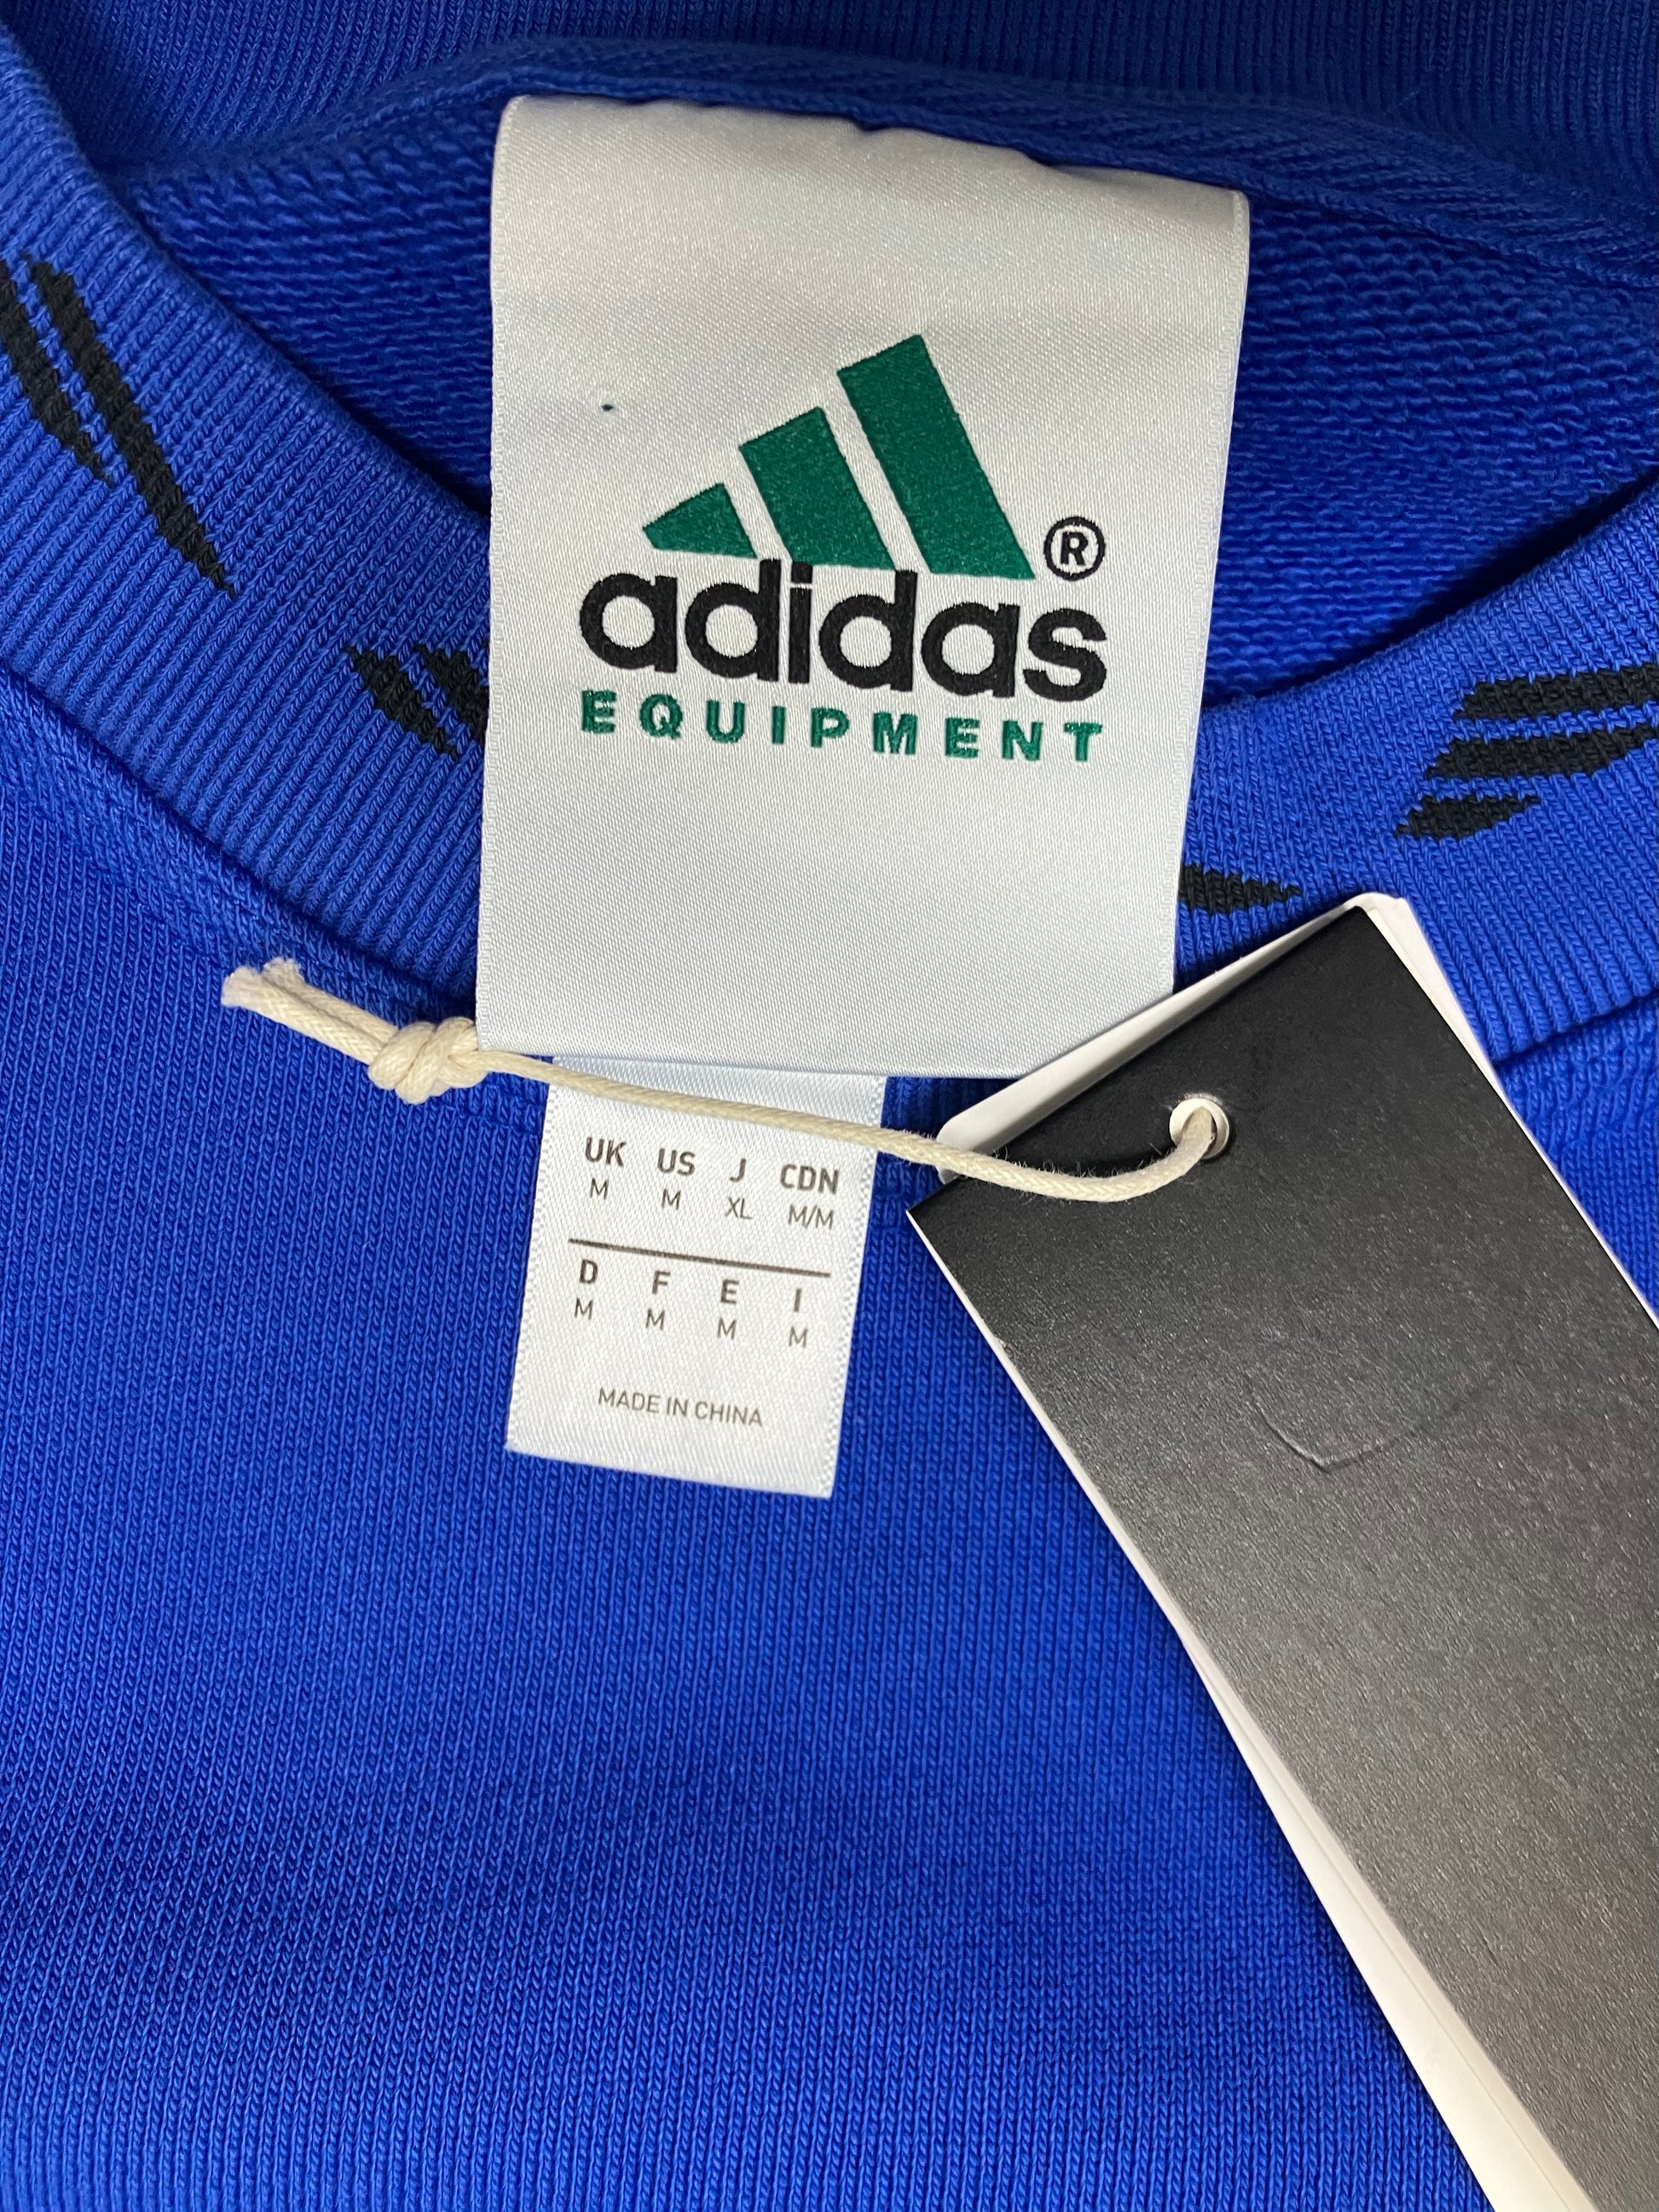 ®
adidas
EQUIPMENT
UK US J CDN
M M XL M/M
D F E I
M M M M
MADE IN CHINA